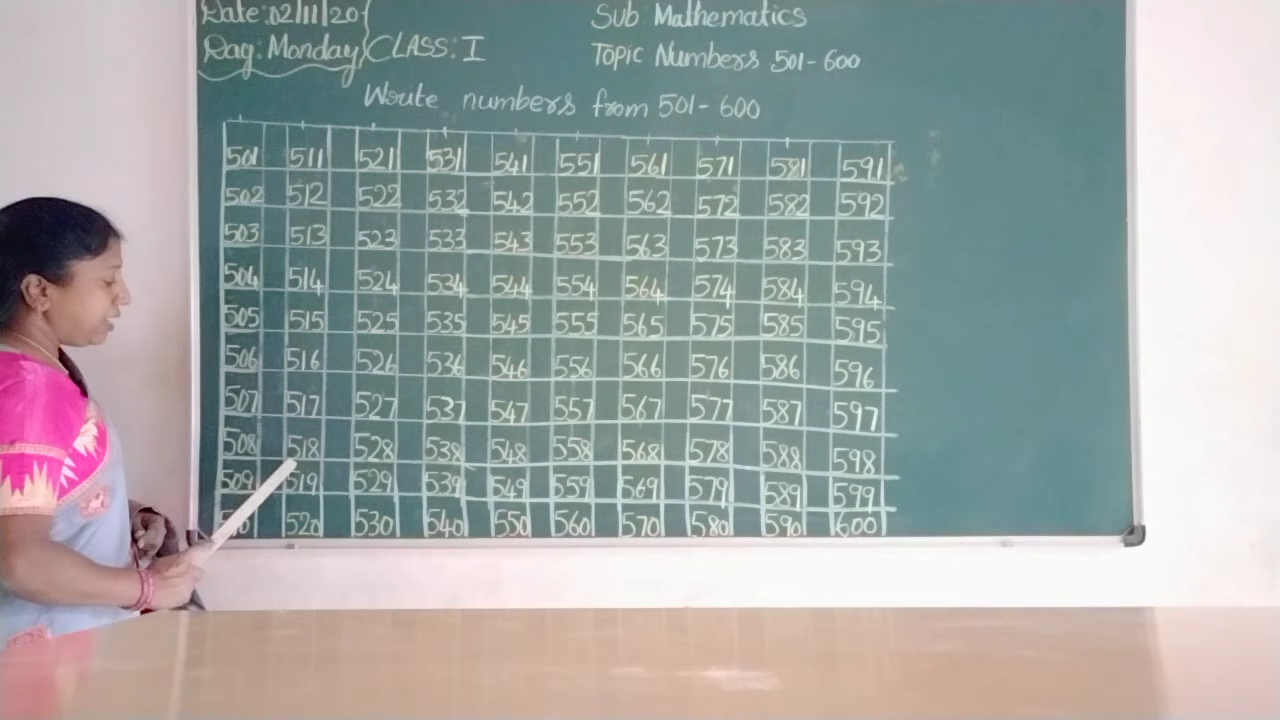 Date:02/11/20
Sub Mathematics
Day: Monday
CLASS: I
Topic Numbers 501-600
Write numbers from 501-600
501 511 521 531 541 551 561 571 581 591
502 512 522 532 542 552 562 572 582 592
503 513 523 533 543 553 563 573 583 593
504 514 524 534 544 554 564 574 584 594
505 515 525 535 545 555 565 575 585 595
506 516 526 536 546 556 566 576 586 596
507 517 527 537 547 557 567 577 587 597
508 518 528 538 548 558 568 578 588 598
509 519 529 539 549 559 569 579 589 599
520 530 540 550 560 570 580 590 600